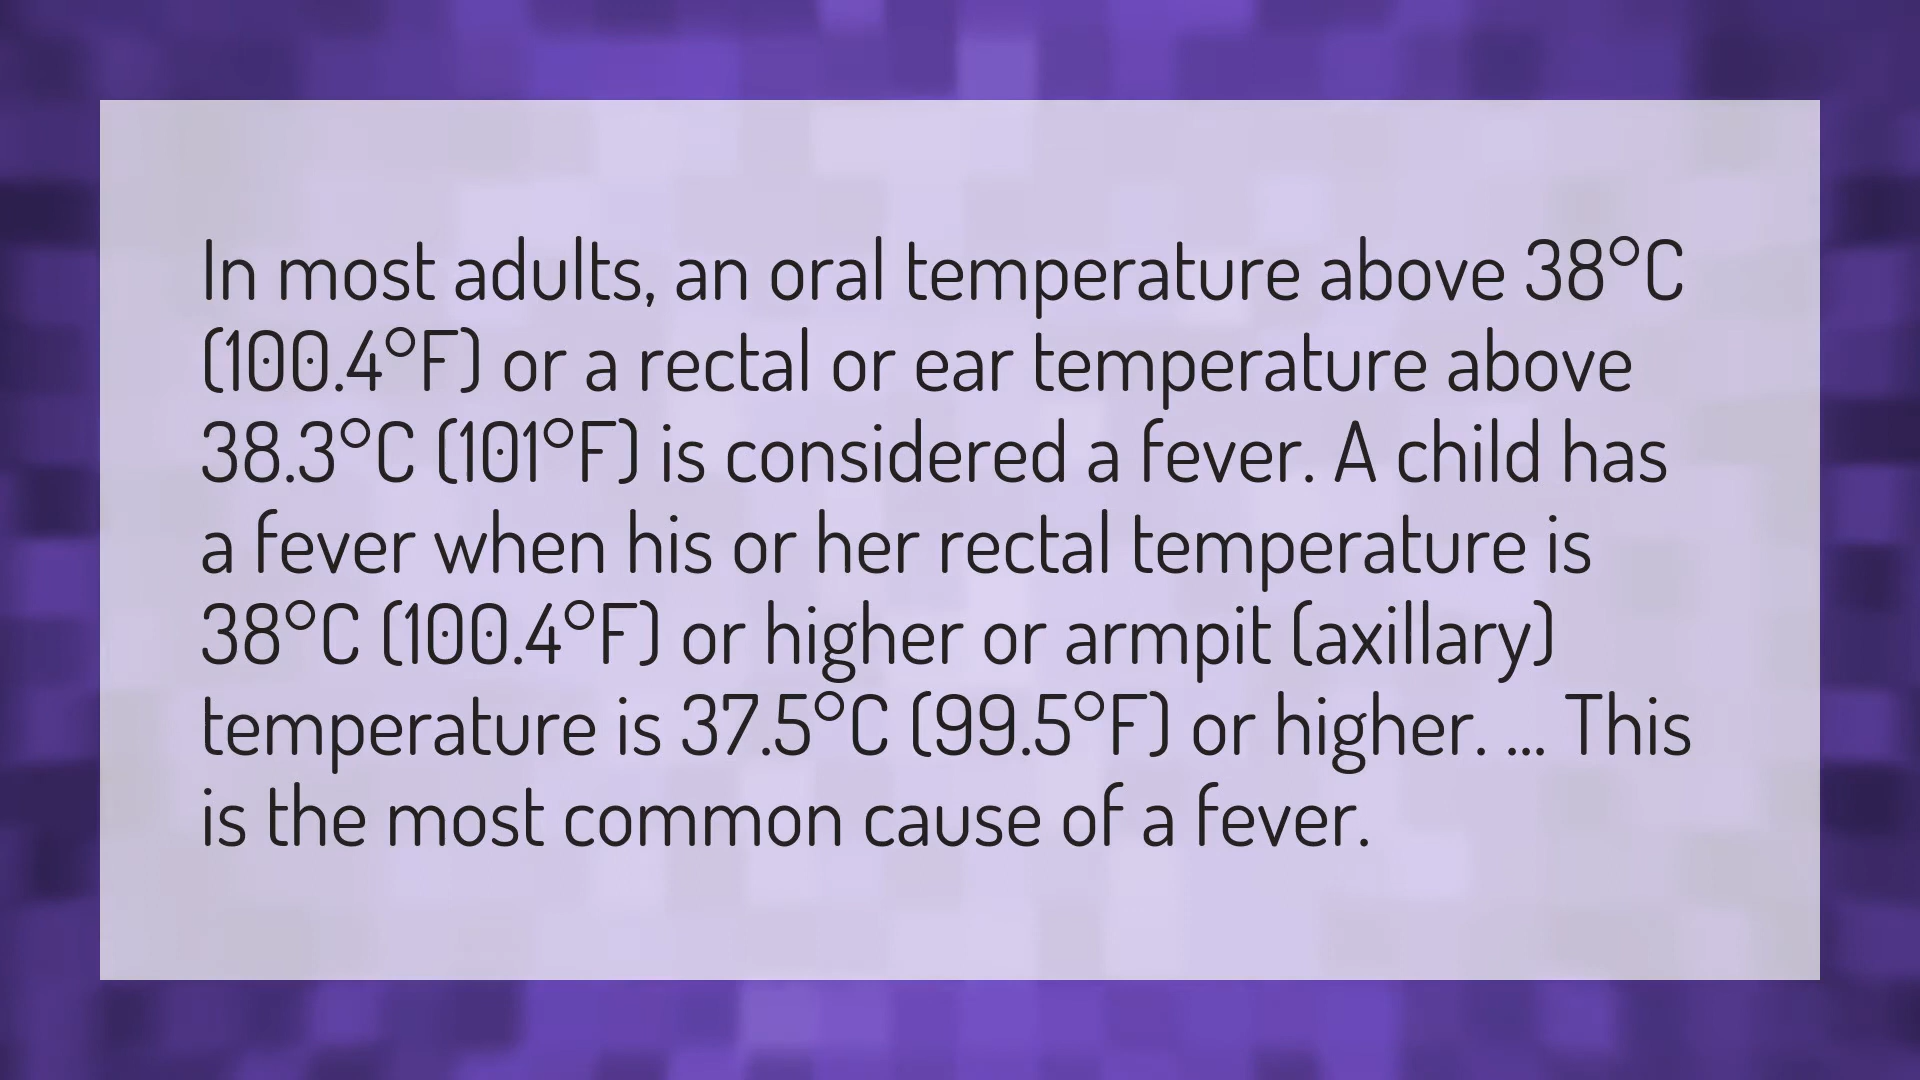 In most adults, an oral temperature above 38°C
(100.4°F) or a rectal or ear temperature above
38.3°C (101°F) is considered a fever. A child has
a fever when his or her rectal temperature is
38°C (100.4°F) or higher or armpit (axillary)
temperature is 37.5°C (99.5°F) or higher. ... This
is the most common cause of a fever.